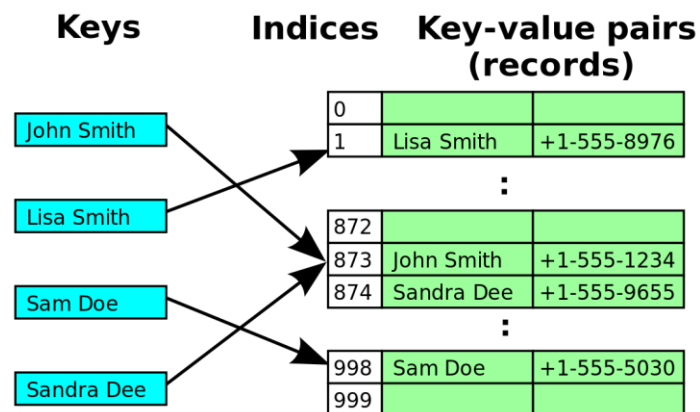 Keys
Indices
Key-value pairs
(records)
John Smith
Lisa Smith
Sam Doe
Sandra Dee
0
1 Lisa Smith +1-555-8976
:
872
873 John Smith +1-555-1234
874 Sandra Dee +1-555-9655
:
998 Sam Doe +1-555-5030
999